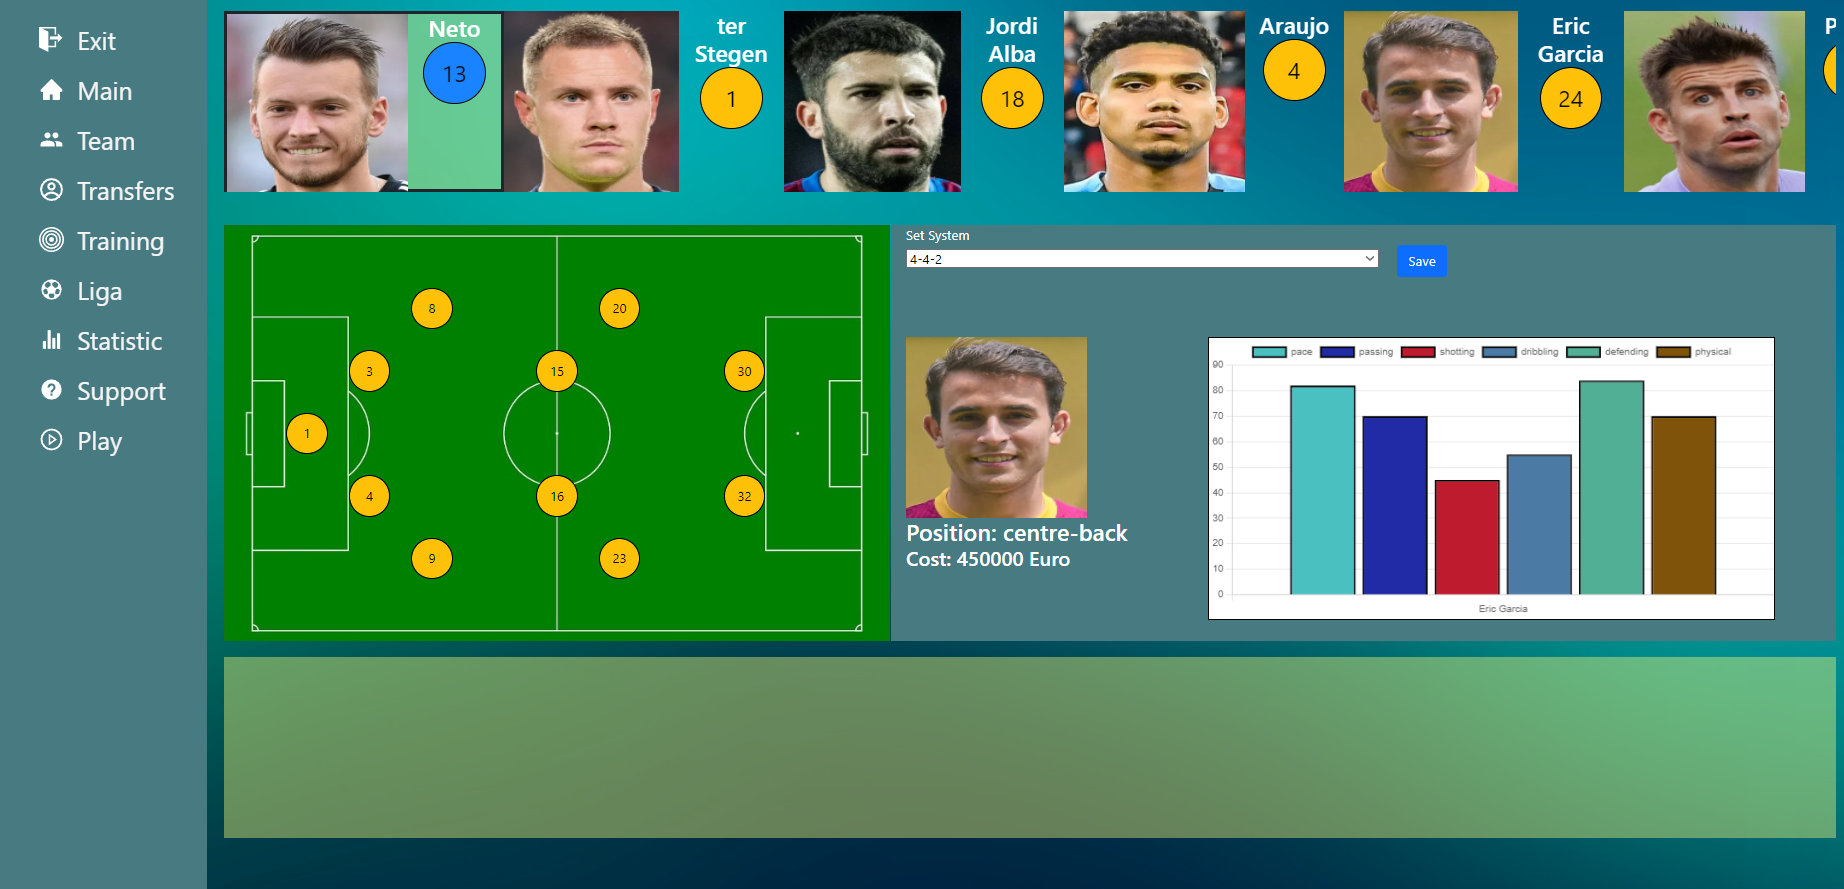 Exit
Main
Team
Transfers
Training
Liga
Statistic
Support
Play
Neto
13
ter
Stegen
1
Jordi
Alba
18
Araujo
4
Eric
Garcia
24
P
8
20
3
15
30
1
4
16
32
9
23
Set System
4-4-2
Save
Position: centre-back
Cost: 450000 Euro
pace passing shotting dribbling defending physical
90
80
70
60
50
40
30
20
10
0
Eric Garcia